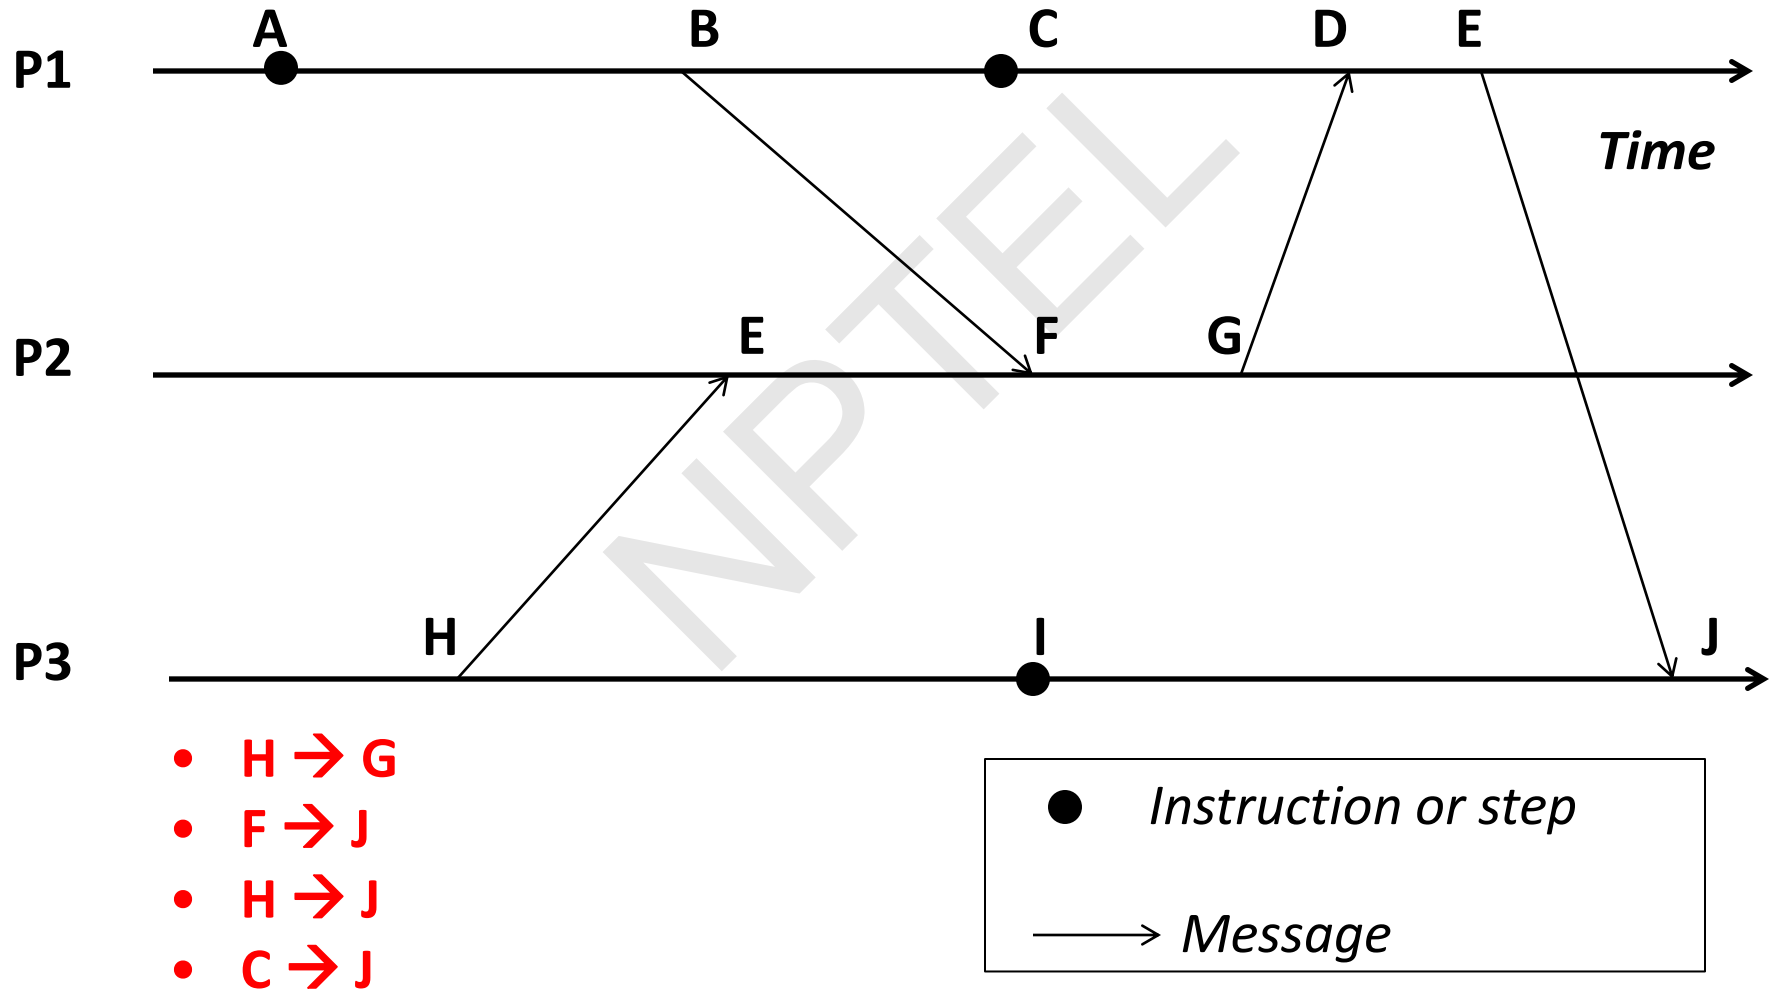 A B C D E
P1
Time
E F G
P2
H I J
P3
NPTEL
• H → G
• F → J
• H → J
• C → J
Instruction or step
Message